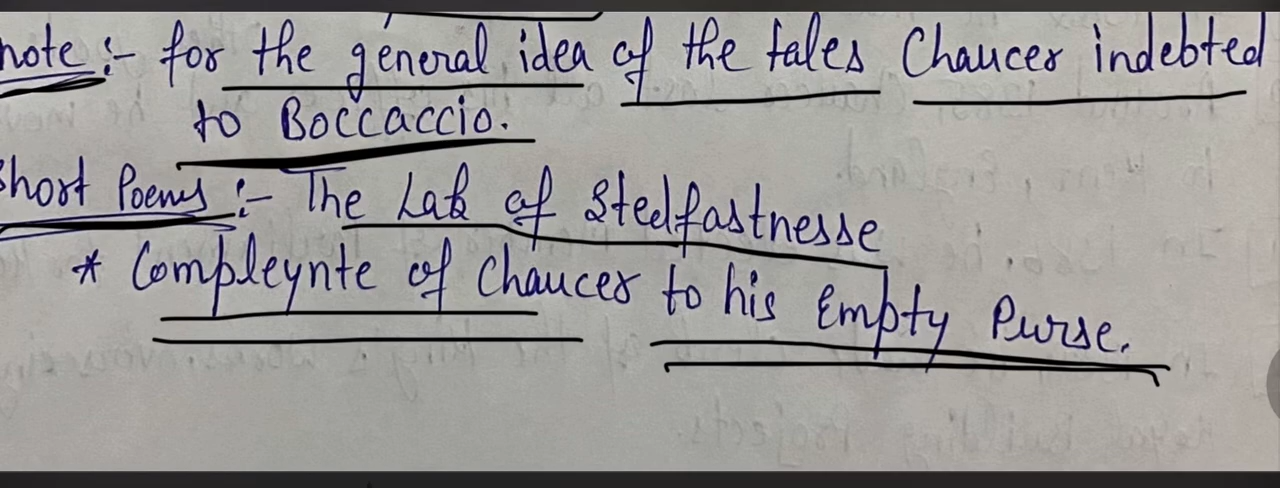 note :- for the general idea of the tales Chaucer indebted
to Boccaccio.
Short Poems :- The Lak of Stedfastnesse
* Compleynte of Chaucer to his Empty Purse.